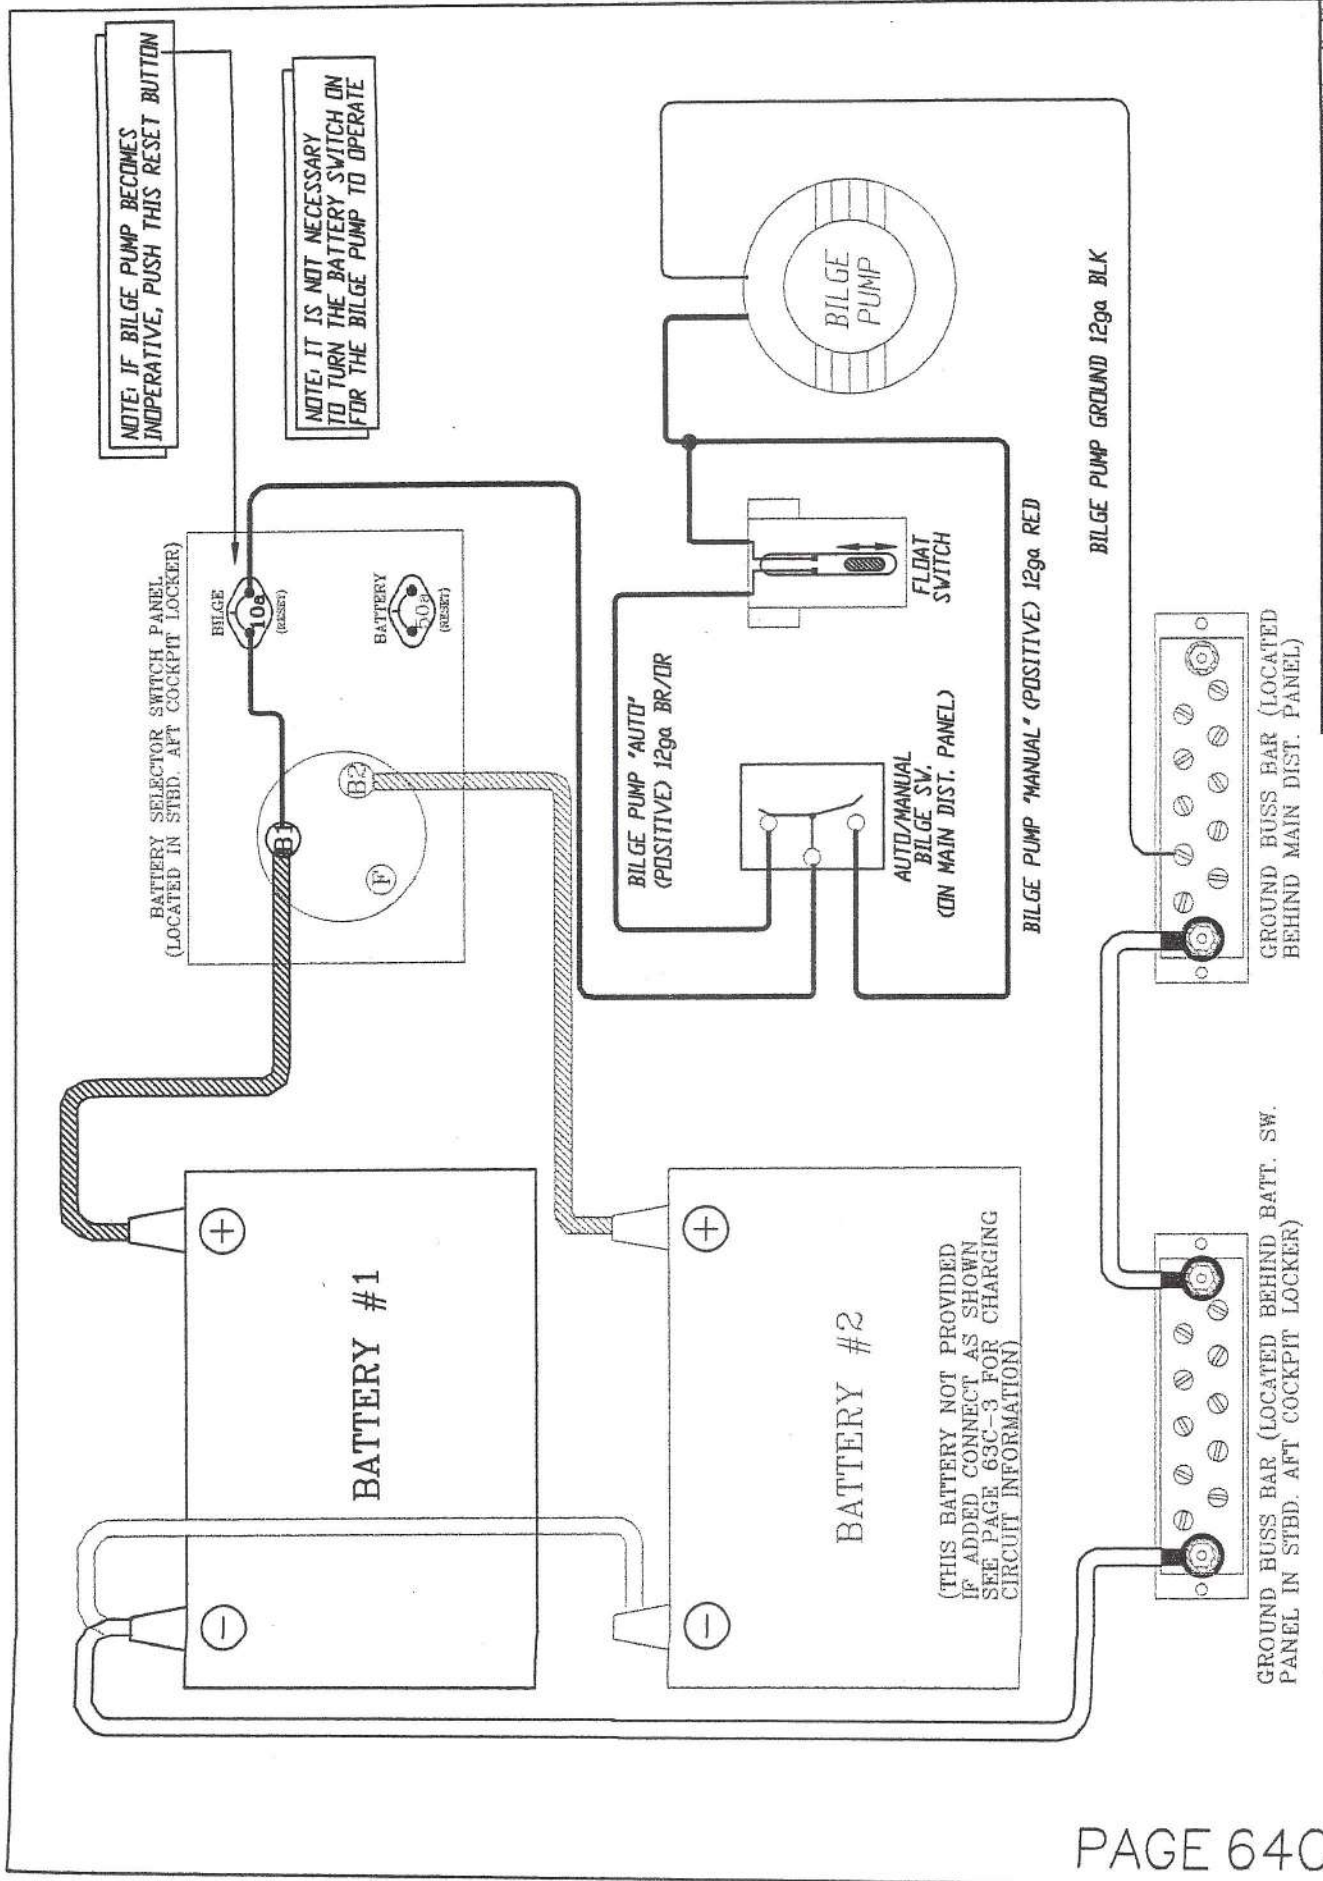 NOTE: IF BILGE PUMP BECOMES
INOPERATIVE, PUSH THIS RESET BUTTON
NOTE: IT IS NOT NECESSARY
TO TURN THE BATTERY SWITCH ON
FOR THE BILGE PUMP TO OPERATE
BATTERY SELECTOR SWITCH PANEL
(LOCATED IN STBD. AFT COCKPIT LOCKER)
BILGE
10a
(RESET)
BATTERY
50a
(RESET)
B1
B2
F
BATTERY #1
+
-
BATTERY #2
+
-
(THIS BATTERY NOT PROVIDED
IF ADDED CONNECT AS SHOWN
SEE PAGE 63C-3 FOR CHARGING
CIRCUIT INFORMATION)
BILGE PUMP "AUTO"
(POSITIVE) 12ga BR/OR
FLOAT
SWITCH
BILGE
PUMP
AUTO/MANUAL
BILGE SW.
(ON MAIN DIST. PANEL)
BILGE PUMP "MANUAL" (POSITIVE) 12ga RED
BILGE PUMP GROUND 12ga BLK
GROUND BUSS BAR (LOCATED BEHIND BATT. SW.
PANEL IN STBD. AFT COCKPIT LOCKER)
GROUND BUSS BAR (LOCATED
BEHIND MAIN DIST. PANEL)
PAGE 64C